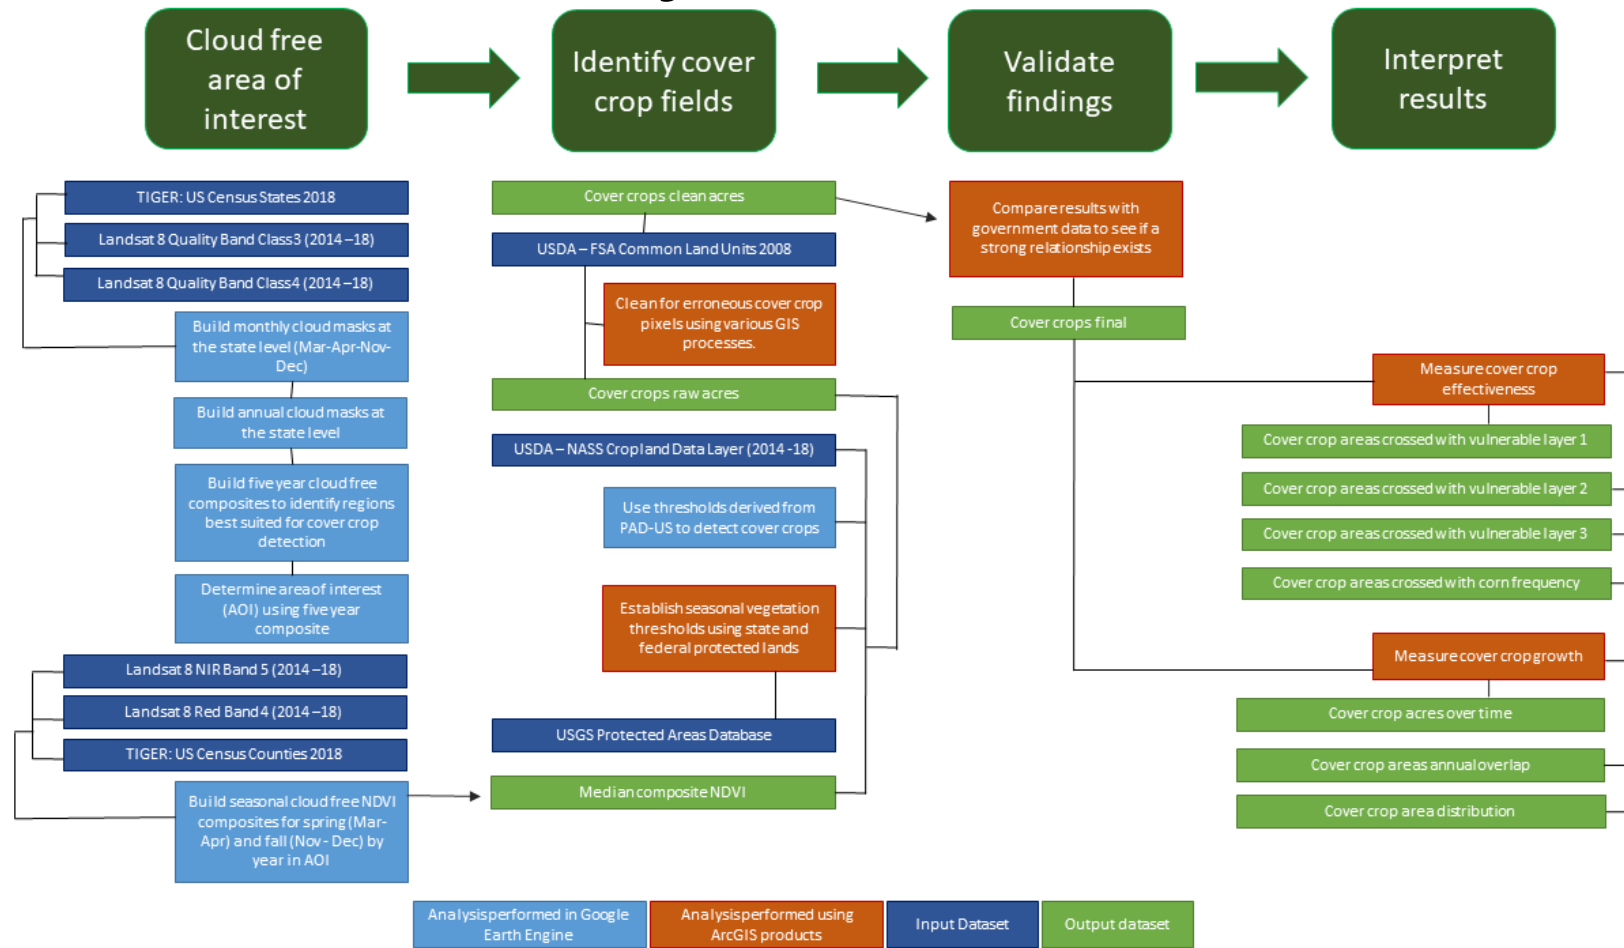 Cloud free
area of
interest
Identify cover
crop fields
Validate
findings
Interpret
results
TIGER: US Census States 2018
Landsat 8 Quality Band Class3 (2014 –18)
Landsat 8 Quality Band Class4 (2014 –18)
Build monthly cloud masks at
the state level (Mar-Apr-Nov-
Dec)
Build annual cloud masks at
the state level
Build five year cloud free
composites to identify regions
best suited for cover crop
detection
Determine area of interest
(AOI) using five year
composite
Landsat 8 NIR Band 5 (2014 –18)
Landsat 8 Red Band 4 (2014 –18)
TIGER: US Census Counties 2018
Build seasonal cloud free NDVI
composites for spring (Mar-
Apr) and fall (Nov - Dec) by
year in AOI
Cover crops clean acres
USDA – FSA Common Land Units 2008
Clean for erroneous cover crop
pixels using various GIS
processes.
Cover crops raw acres
USDA – NASS Cropland Data Layer (2014 -18)
Use thresholds derived from
PAD-US to detect cover crops
Establish seasonal vegetation
thresholds using state and
federal protected lands
USGS Protected Areas Database
Median composite NDVI
Compare results with
government data to see if a
strong relationship exists
Cover crops final
Measure cover crop
effectiveness
Cover crop areas crossed with vulnerable layer 1
Cover crop areas crossed with vulnerable layer 2
Cover crop areas crossed with vulnerable layer 3
Cover crop areas crossed with corn frequency
Measure cover crop growth
Cover crop acres over time
Cover crop areas annual overlap
Cover crop area distribution
Analysis performed in Google
Earth Engine
Analysis performed using
ArcGIS products
Input Dataset
Output dataset